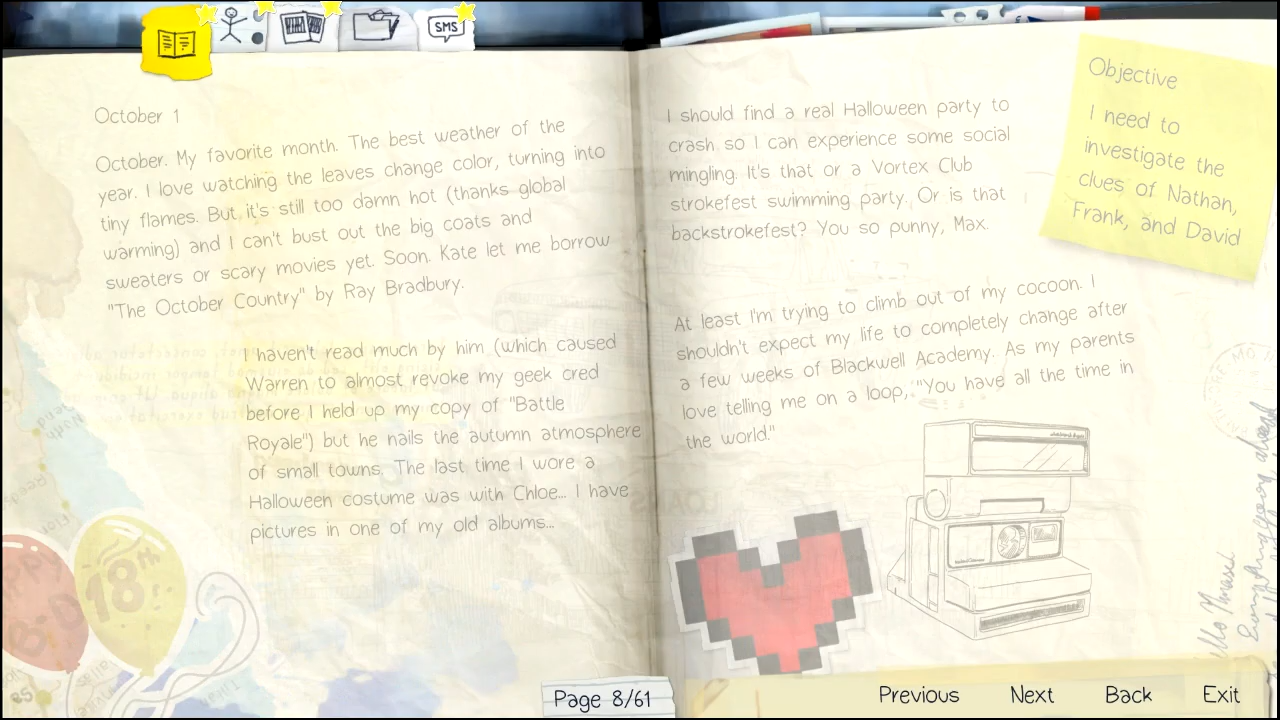 SMS
October 1
October. My favorite month. The best weather of the
year. I love watching the leaves change color, turning into
tiny flames. But, it's still too damn hot (thanks global
warming) and I can't bust out the big coats and
sweaters or scary movies yet. Soon. Kate let me borrow
"The October Country" by Ray Bradbury.
I haven't read much by him (which caused
Warren to almost revoke my geek cred
before I held up my copy of "Battle
Royale") but he nails the autumn atmosphere
of small towns. The last time I wore a
Halloween costume was with Chloe... I have
pictures in one of my old albums...
18th
I should find a real Halloween party to
crash so I can experience some social
mingling. It's that or a Vortex Club
strokefest swimming party. Or is that
backstrokefest? You so punny, Max.
At least I'm trying to climb out of my cocoon. I
shouldn't expect my life to completely change after
a few weeks of Blackwell Academy. As my parents
love telling me on a loop, "You have all the time in
the world."
Objective
I need to
investigate the
clues of Nathan,
Frank, and David
Page 8/61
Previous
Next
Back
Exit